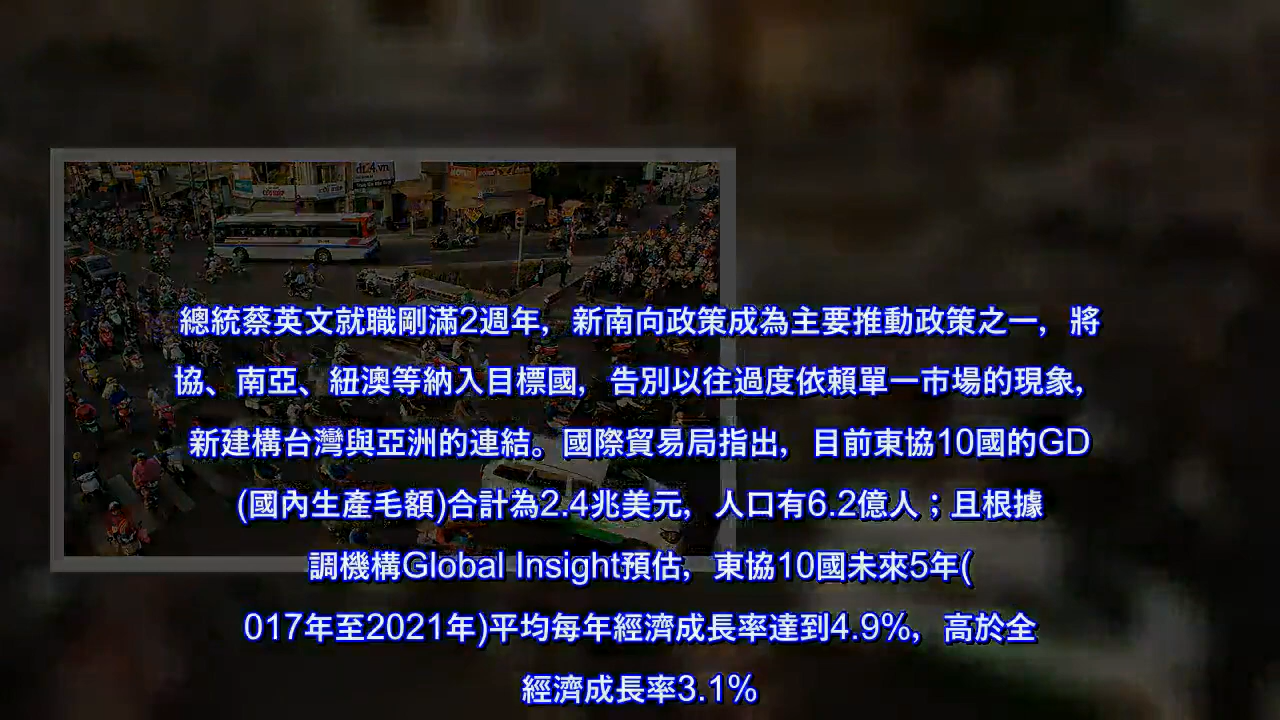 總統蔡英文就職剛滿2週年，新南向政策成為主要推動政策之一，將
協、南亞、紐澳等納入目標國，告別以往過度依賴單一市場的現象，
新建構台灣與亞洲的連結。國際貿易局指出，目前東協10國的GD
(國內生產毛額)合計為2.4兆美元，人口有6.2億人；且根據
調機構Global Insight預估，東協10國未來5年(
017年至2021年)平均每年經濟成長率達到4.9%，高於全
經濟成長率3.1%